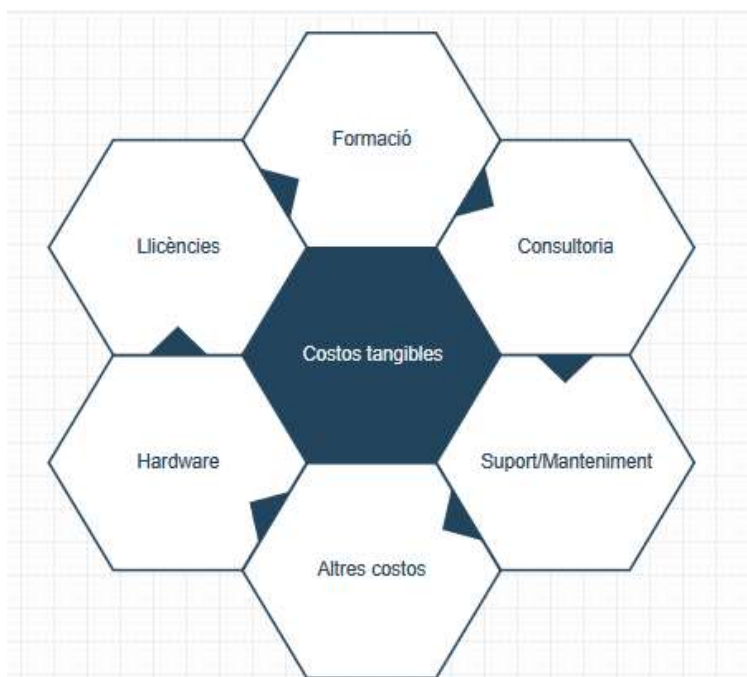 Formació
Llicències
Consultoria
Costos tangibles
Hardware
Suport/Manteniment
Altres costos